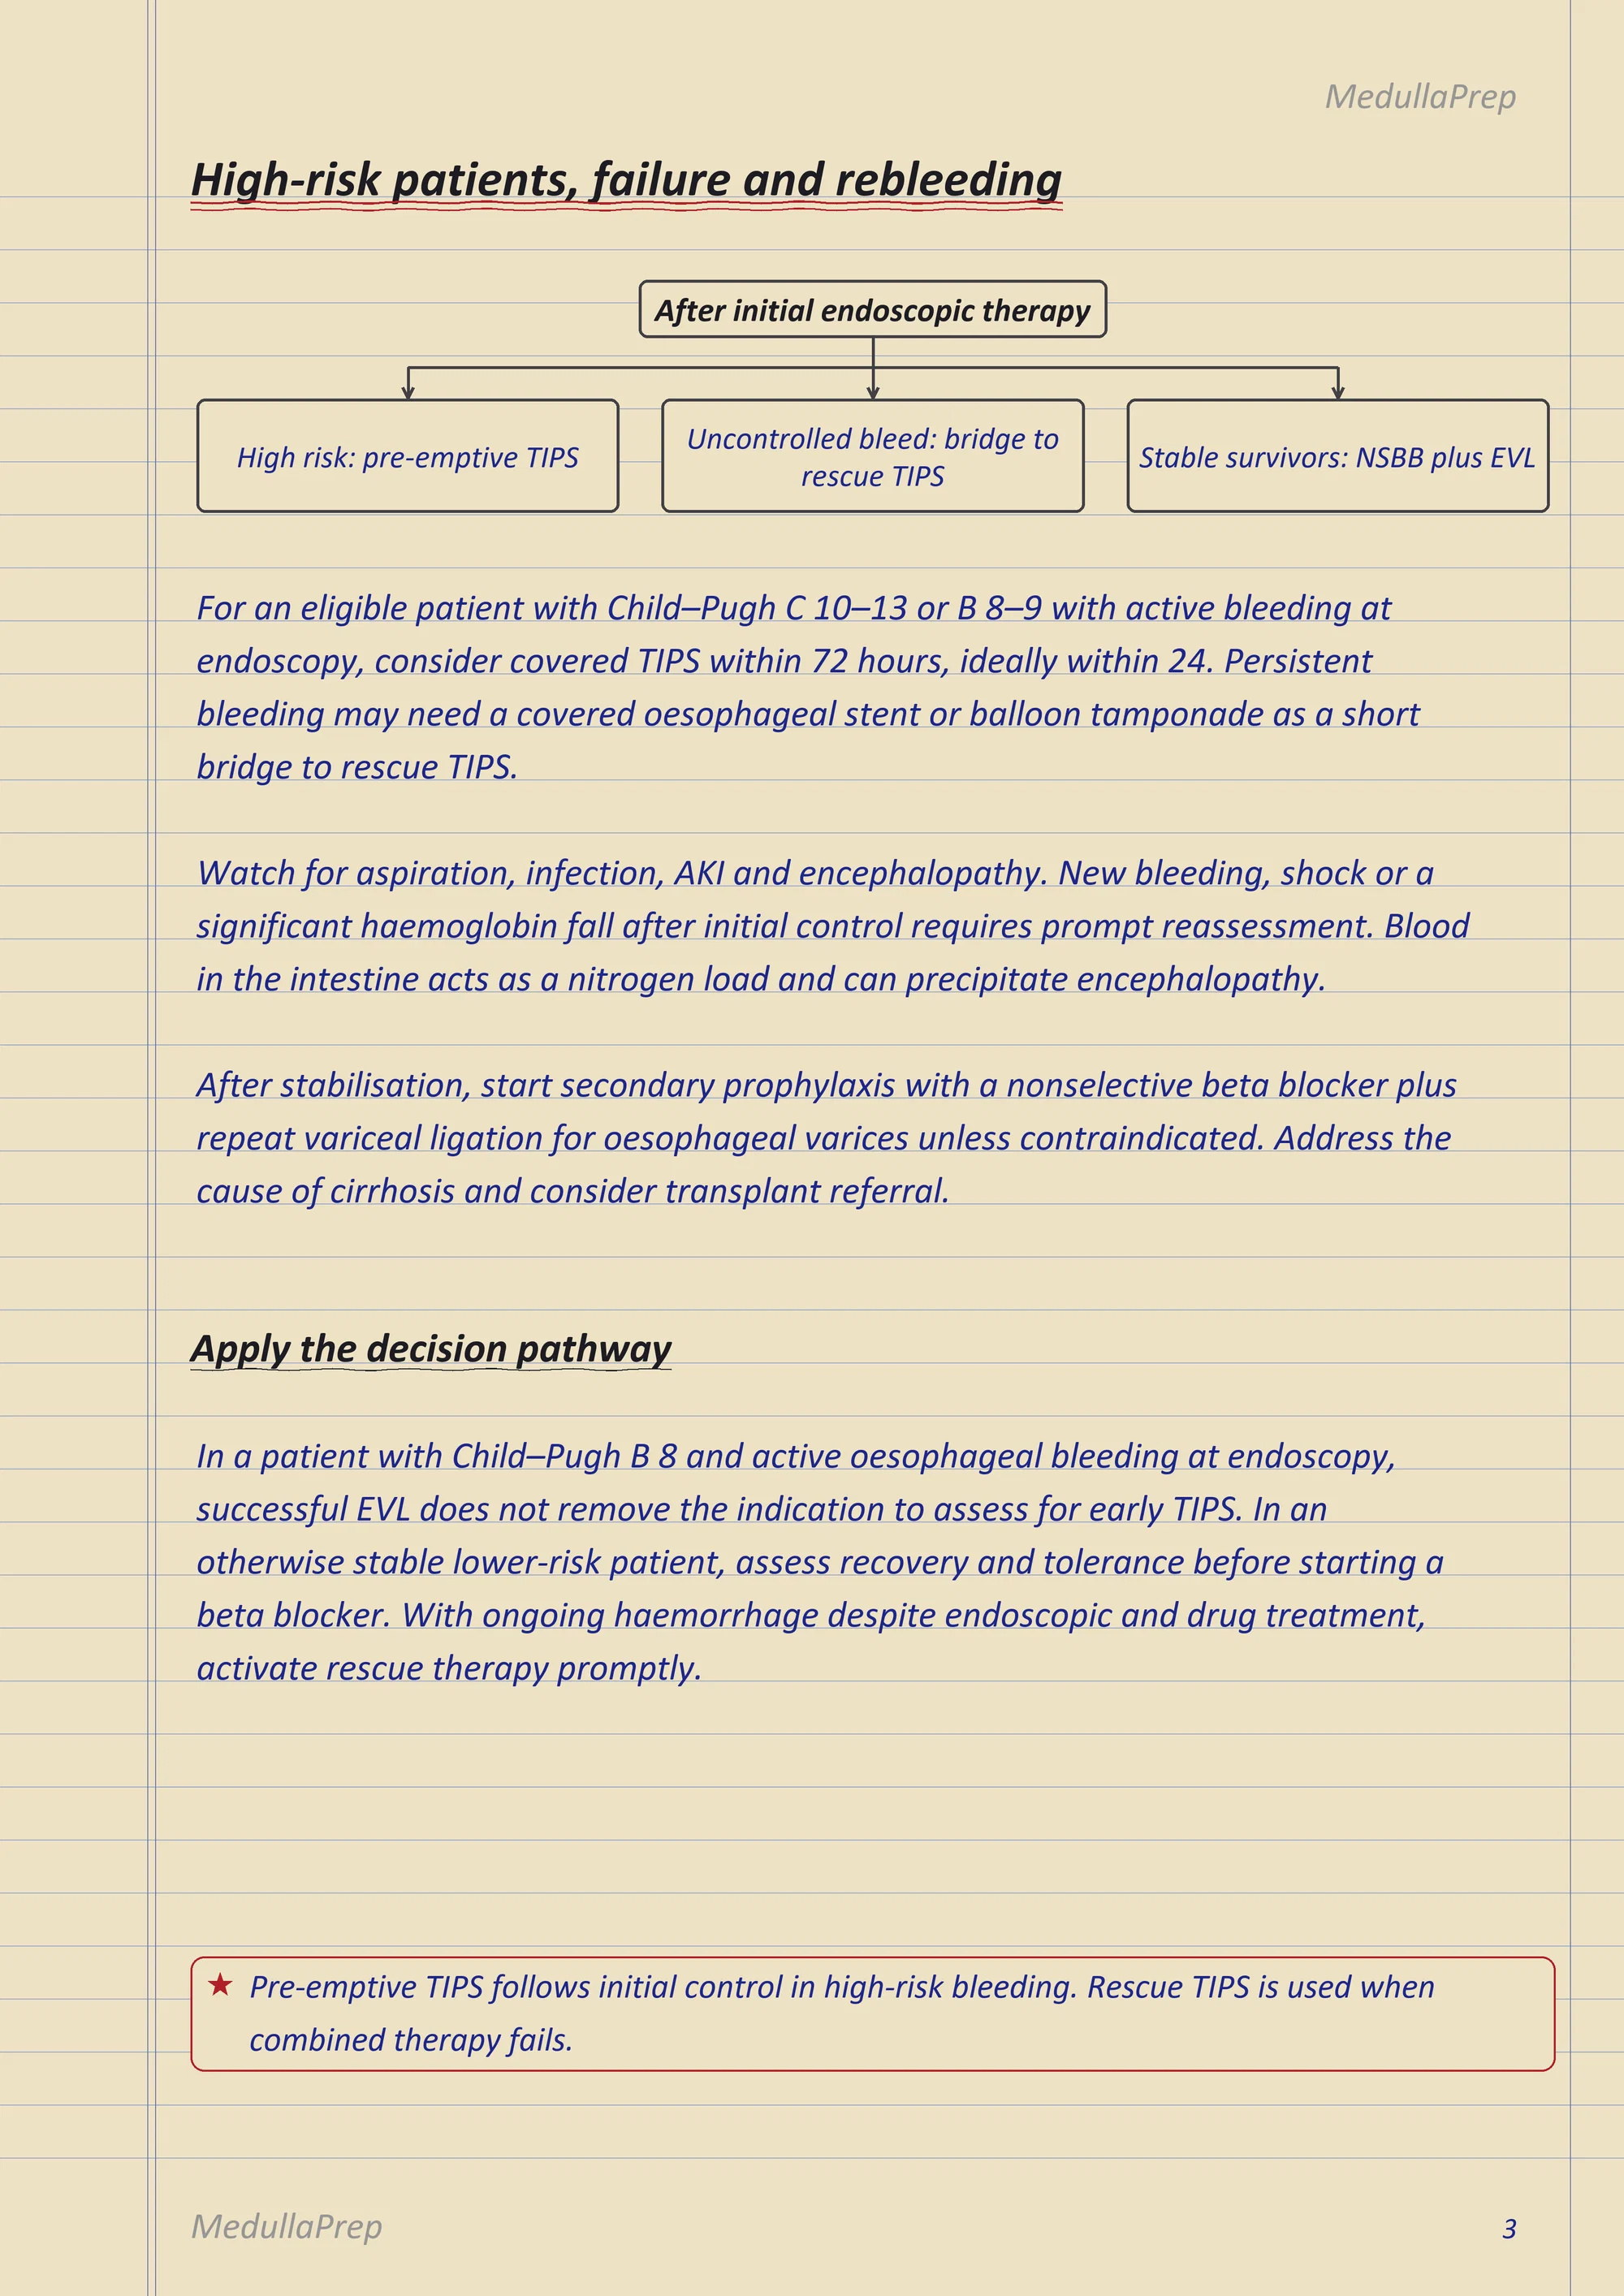 MedullaPrep
High-risk patients, failure and rebleeding
After initial endoscopic therapy
High risk: pre-emptive TIPS
Uncontrolled bleed: bridge to
rescue TIPS
Stable survivors: NSBB plus EVL
For an eligible patient with Child–Pugh C 10–13 or B 8–9 with active bleeding at
endoscopy, consider covered TIPS within 72 hours, ideally within 24. Persistent
bleeding may need a covered oesophageal stent or balloon tamponade as a short
bridge to rescue TIPS.
Watch for aspiration, infection, AKI and encephalopathy. New bleeding, shock or a
significant haemoglobin fall after initial control requires prompt reassessment. Blood
in the intestine acts as a nitrogen load and can precipitate encephalopathy.
After stabilisation, start secondary prophylaxis with a nonselective beta blocker plus
repeat variceal ligation for oesophageal varices unless contraindicated. Address the
cause of cirrhosis and consider transplant referral.
Apply the decision pathway
In a patient with Child–Pugh B 8 and active oesophageal bleeding at endoscopy,
successful EVL does not remove the indication to assess for early TIPS. In an
otherwise stable lower-risk patient, assess recovery and tolerance before starting a
beta blocker. With ongoing haemorrhage despite endoscopic and drug treatment,
activate rescue therapy promptly.
★ Pre-emptive TIPS follows initial control in high-risk bleeding. Rescue TIPS is used when
combined therapy fails.
MedullaPrep
3